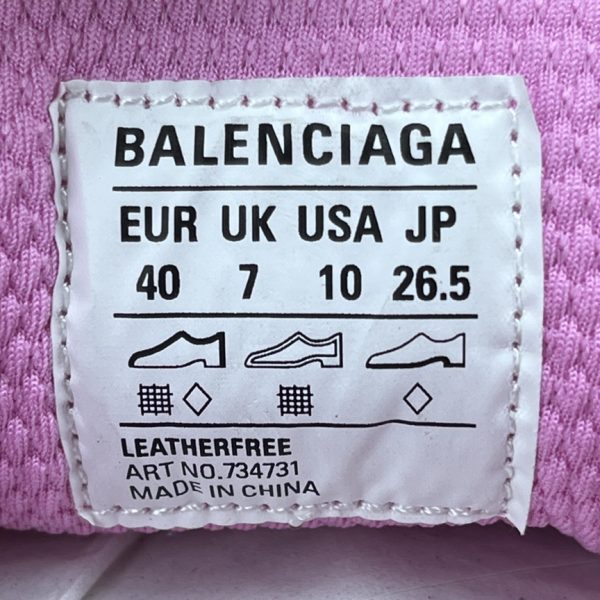 BALENCIAGA
EUR UK USA JP
40 7 10 26.5
LEATHERFREE
ART NO.734731
MADE IN CHINA